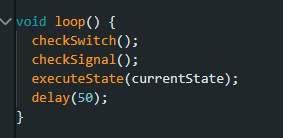 void loop() {
  checkSwitch();
  checkSignal();
  executeState(currentState);
  delay(50);
}